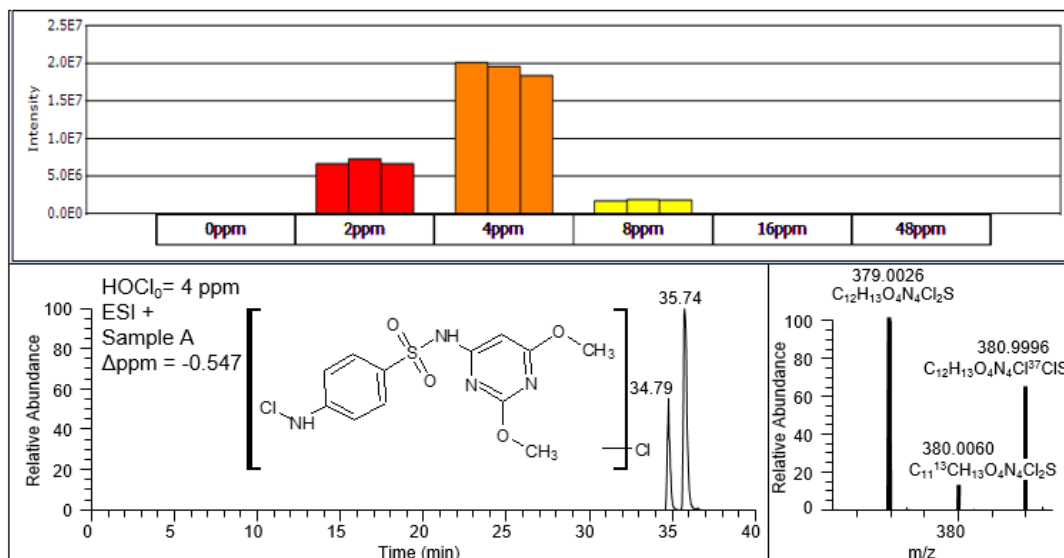 2.5E7
2.0E7
1.5E7
1.0E7
5.0E6
0.0E0
Intensity
0ppm 2ppm 4ppm 8ppm 16ppm 48ppm
HOCl₀= 4 ppm
ESI +
Sample A
Δppm = -0.547
100
80
60
40
20
0
Relative Abundance
O
O
S
NH
N
N
O
CH₃
O
CH₃
Cl
NH
Cl
34.79
35.74
0 5 10 15 20 25 30 35 40
Time (min)
379.0026
C₁₂H₁₃O₄N₄Cl₂S
380.9996
C₁₂H₁₃O₄N₄Cl³⁷ClS
380.0060
C₁₁¹³CH₁₃O₄N₄Cl₂S
100
80
60
40
20
0
Relative Abundance
380
m/z